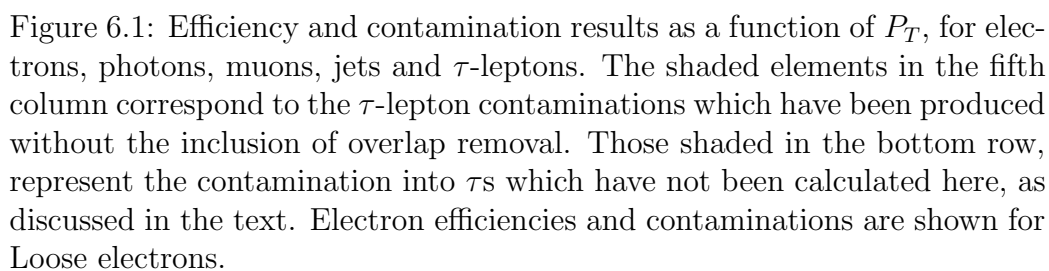 Figure 6.1: Efficiency and contamination results as a function of $P_T$, for elec-
trons, photons, muons, jets and τ-leptons. The shaded elements in the fifth
column correspond to the τ-lepton contaminations which have been produced
without the inclusion of overlap removal. Those shaded in the bottom row,
represent the contamination into τs which have not been calculated here, as
discussed in the text. Electron efficiencies and contaminations are shown for
Loose electrons.